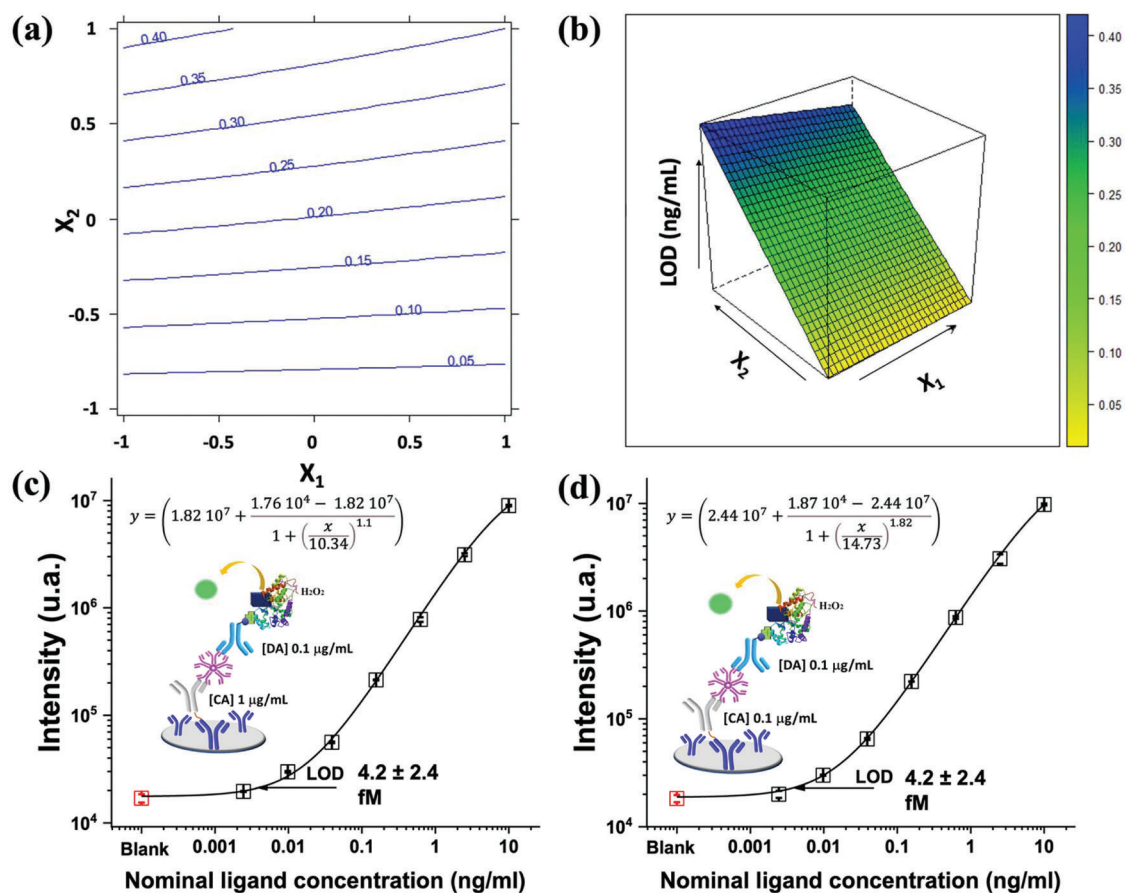 (a)
1
0.5
0
-0.5
-1
X2
0.40
0.35
0.30
0.25
0.20
0.15
0.10
0.05
-1
-0.5
0
0.5
1
X1
(b)
LOD (ng/mL)
X2
X1
0.40
0.35
0.30
0.25
0.20
0.15
0.10
0.05
(c)
y = (1.82 10^7 + (1.76 10^4 − 1.82 10^7) / (1 + (x/10.34)^1.1))
H2O2
[DA] 0.1 µg/mL
[CA] 1 µg/mL
LOD 4.2 ± 2.4
fM
10^7
10^6
10^5
10^4
Intensity (u.a.)
Blank 0.001 0.01 0.1 1 10
Nominal ligand concentration (ng/ml)
(d)
y = (2.44 10^7 + (1.87 10^4 − 2.44 10^7) / (1 + (x/14.73)^1.82))
H2O2
[DA] 0.1 µg/mL
[CA] 0.1 µg/mL
LOD 4.2 ± 2.4
fM
10^7
10^6
10^5
10^4
Intensity (u.a.)
Blank 0.001 0.01 0.1 1 10
Nominal ligand concentration (ng/ml)